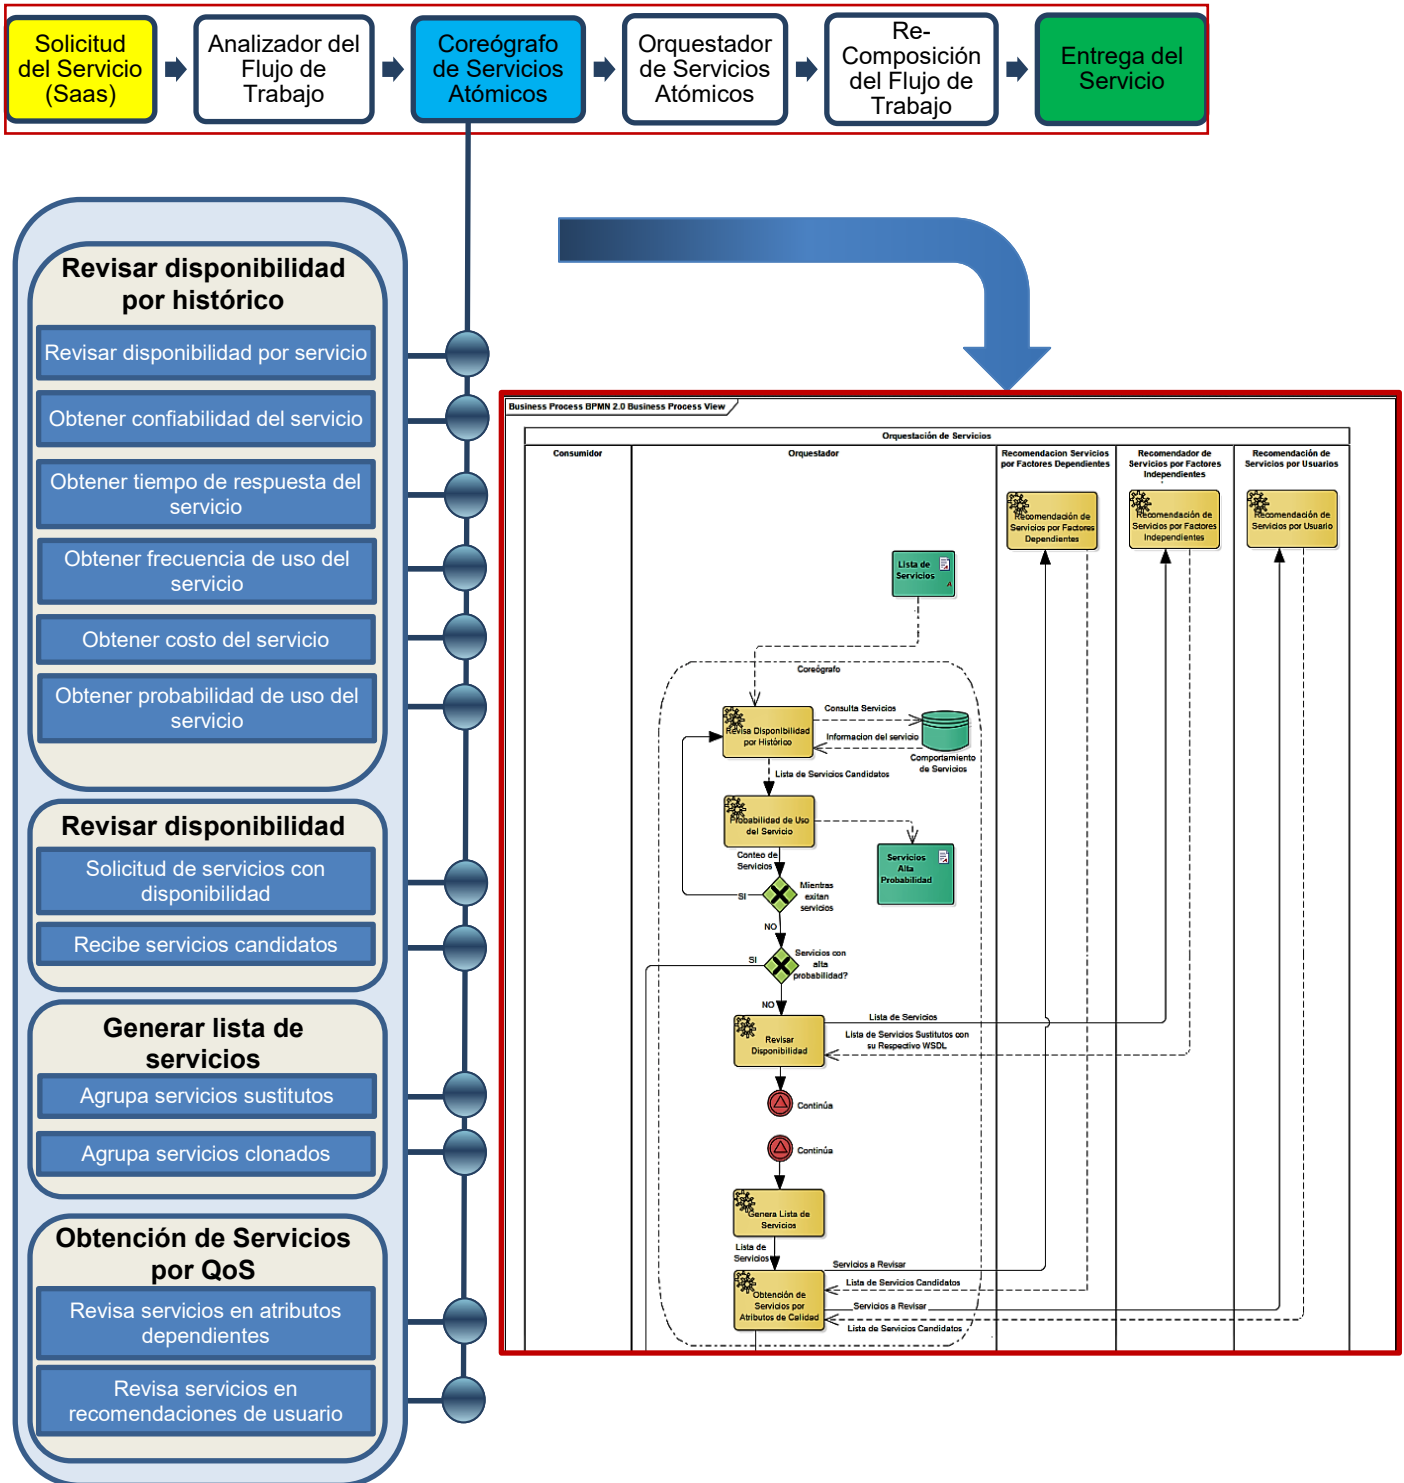 Solicitud
del Servicio
(Saas)
Analizador del
Flujo de
Trabajo
Coreógrafo
de Servicios
Atómicos
Orquestador
de Servicios
Atómicos
Re-
Composición
del Flujo de
Trabajo
Entrega del
Servicio
Revisar disponibilidad
por histórico
Revisar disponibilidad por servicio
Obtener confiabilidad del servicio
Obtener tiempo de respuesta del
servicio
Obtener frecuencia de uso del
servicio
Obtener costo del servicio
Obtener probabilidad de uso del
servicio
Revisar disponibilidad
Solicitud de servicios con
disponibilidad
Recibe servicios candidatos
Generar lista de
servicios
Agrupa servicios sustitutos
Agrupa servicios clonados
Obtención de Servicios
por QoS
Revisa servicios en atributos
dependientes
Revisa servicios en
recomendaciones de usuario
Business Process BPMN 2.0 Business Process View
Orquestación de Servicios
Consumidor
Orquestador
Recomendacion Servicios
por Factores Dependientes
Recomendador de
Servicios por Factores
Independientes
Recomendación de
Servicios por Usuarios
Recomendación de
Servicios por Factores
Dependientes
Recomendación de
Servicios por Factores
Independientes
Recomendación de
Servicios por Usuario
Lista de
Servicios
A
Coreógrafo
Revisa Disponibilidad
por Histórico
Consulta Servicios
Informacion del servicio
Comportamiento
de Servicios
Lista de Servicios Candidatos
Probabilidad de Uso
del Servicio
Conteo de
Servicios
Servicios
Alta
Probabilidad
SI
Mientras
exitan
servicios
NO
SI
Servicios con
alta
probabilidad?
NO
Revisar
Disponibilidad
Lista de Servicios
Lista de Servicios Sustitutos con
su Respectivo WSDL
Continúa
Continúa
Genera Lista de
Servicios
Lista de
Servicios
Obtención de
Servicios por
Atributos de Calidad
Servicios a Revisar
Lista de Servicios Candidatos
Servicios a Revisar
Lista de Servicios Candidatos